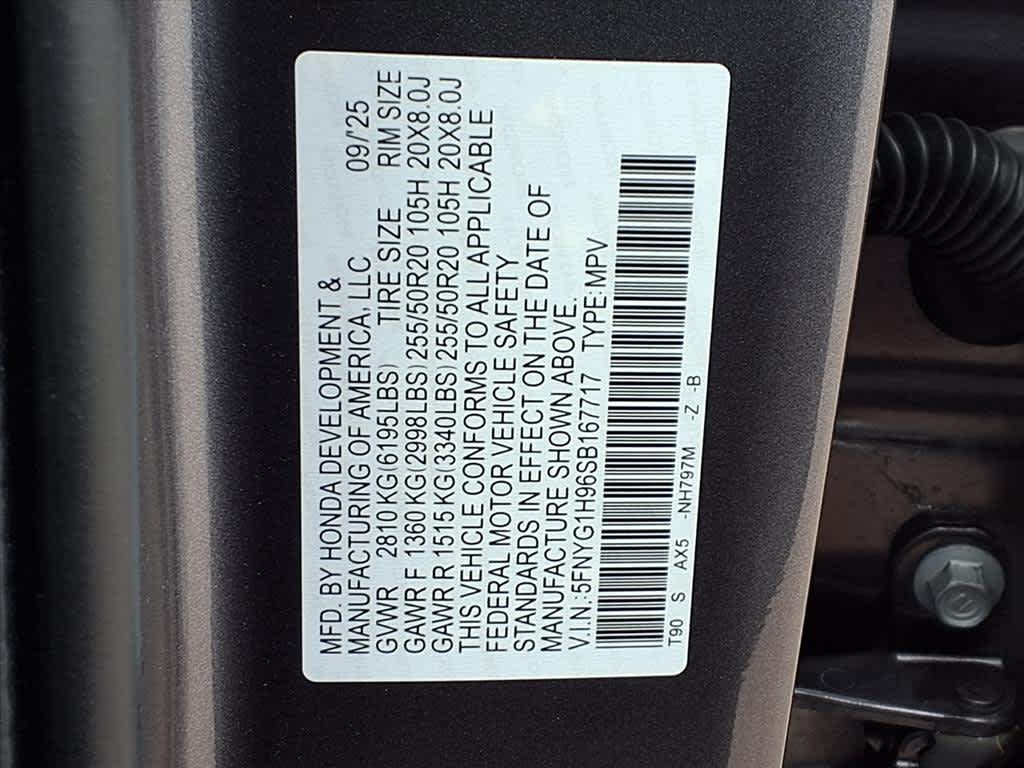 MFD. BY HONDA DEVELOPMENT &
MANUFACTURING OF AMERICA, LLC 09/'25
GVWR 2810 KG(6195LBS) TIRE SIZE RIM SIZE
GAWR F 1360 KG(2998LBS) 255/50R20 105H 20X8.0J
GAWR R 1515 KG(3340LBS) 255/50R20 105H 20X8.0J
THIS VEHICLE CONFORMS TO ALL APPLICABLE
FEDERAL MOTOR VEHICLE SAFETY
STANDARDS IN EFFECT ON THE DATE OF
MANUFACTURE SHOWN ABOVE.
V.I.N.:5FNYG1H96SB167717 TYPE:MPV
T90 S AX5 -NH797M -Z -B